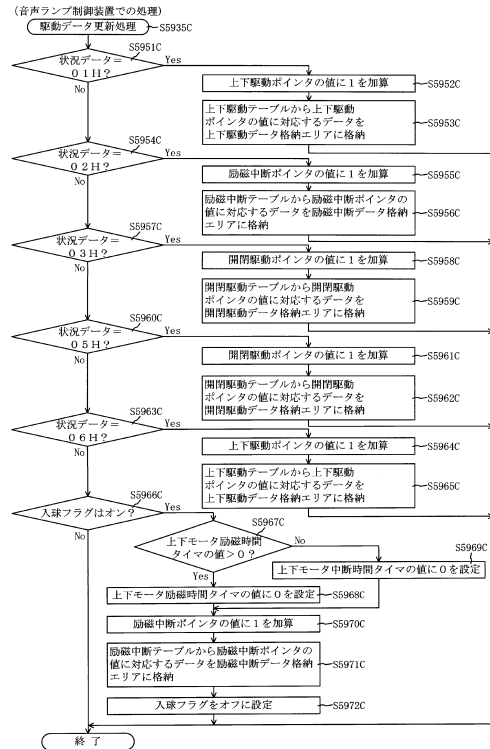 (音声ランプ制御装置での処理)
駆動データ更新処理
S5935C
S5951C
状況データ=
01H?
Yes
No
上下駆動ポインタの値に1を加算
S5952C
上下駆動テーブルから上下駆動
ポインタの値に対応するデータを
上下駆動データ格納エリアに格納
S5953C
S5954C
状況データ=
02H?
Yes
No
励磁中断ポインタの値に1を加算
S5955C
励磁中断テーブルから励磁中断ポインタの
値に対応するデータを励磁中断データ格納
エリアに格納
S5956C
S5957C
状況データ=
03H?
Yes
No
開閉駆動ポインタの値に1を加算
S5958C
開閉駆動テーブルから開閉駆動
ポインタの値に対応するデータを
開閉駆動データ格納エリアに格納
S5959C
S5960C
状況データ=
05H?
Yes
No
開閉駆動ポインタの値に1を加算
S5961C
開閉駆動テーブルから開閉駆動
ポインタの値に対応するデータを
開閉駆動データ格納エリアに格納
S5962C
S5963C
状況データ=
06H?
Yes
No
上下駆動ポインタの値に1を加算
S5964C
上下駆動テーブルから上下駆動
ポインタの値に対応するデータを
上下駆動データ格納エリアに格納
S5965C
S5966C
入球フラグはオン?
Yes
No
S5967C
上下モータ励磁時間
タイマの値>0?
No
Yes
S5969C
上下モータ中断時間タイマの値に0を設定
上下モータ励磁時間タイマの値に0を設定
S5968C
励磁中断ポインタの値に1を加算
S5970C
励磁中断テーブルから励磁中断ポインタの
値に対応するデータを励磁中断データ格納
エリアに格納
S5971C
入球フラグをオフに設定
S5972C
終了